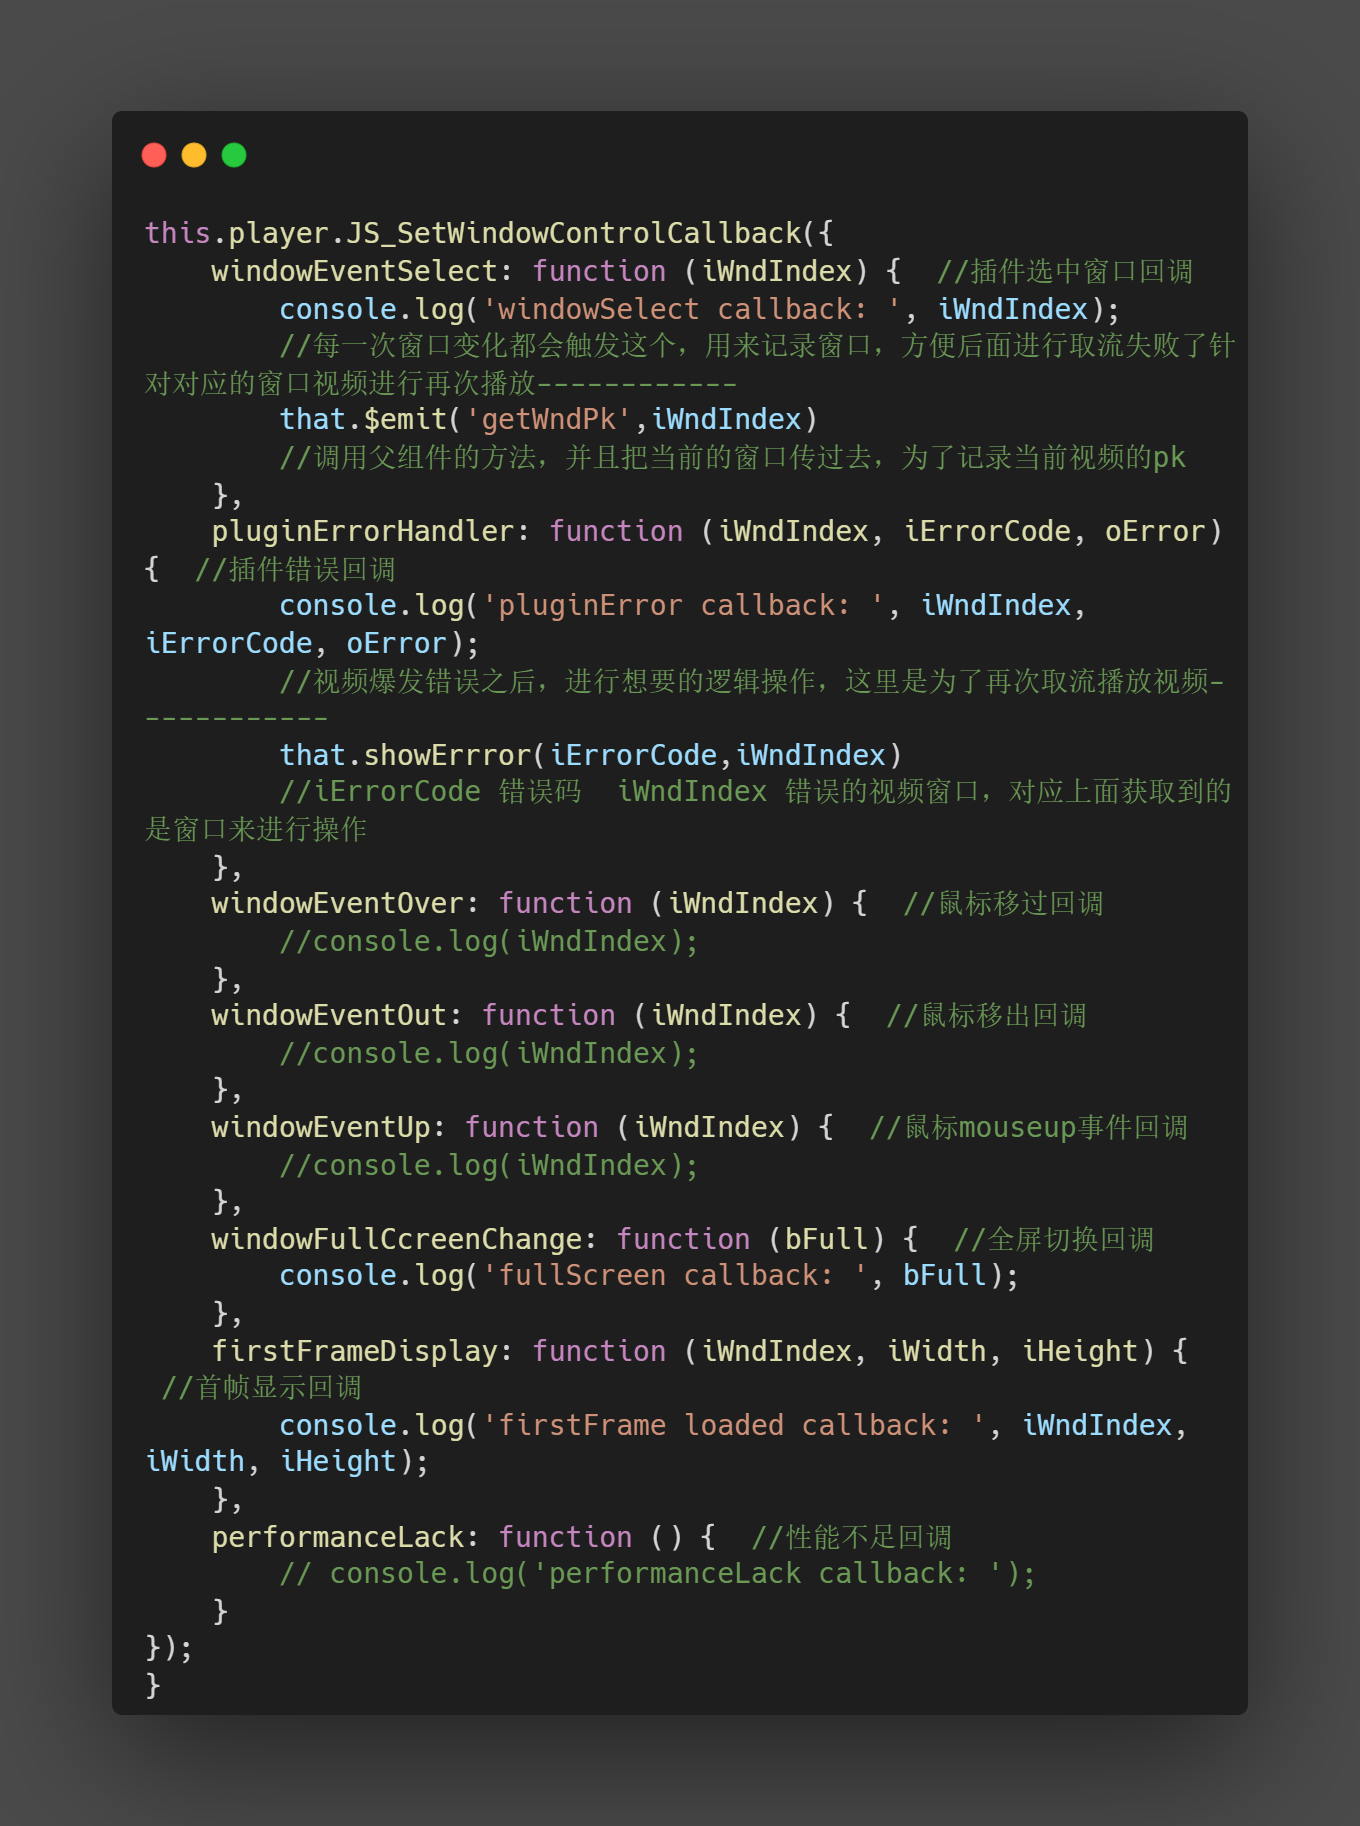 this.player.JS_SetWindowControlCallback({
    windowEventSelect: function (iWndIndex) {  //插件选中窗口回调
        console.log('windowSelect callback: ', iWndIndex);
        //每一次窗口变化都会触发这个，用来记录窗口，方便后面进行取流失败了针
对对应的窗口视频进行再次播放------------
        that.$emit('getWndPk',iWndIndex)
        //调用父组件的方法，并且把当前的窗口传过去，为了记录当前视频的pk
    },
    pluginErrorHandler: function (iWndIndex, iErrorCode, oError)
{  //插件错误回调
        console.log('pluginError callback: ', iWndIndex,
iErrorCode, oError);
        //视频爆发错误之后，进行想要的逻辑操作，这里是为了再次取流播放视频-
-----------
        that.showErrror(iErrorCode,iWndIndex)
        //iErrorCode 错误码  iWndIndex 错误的视频窗口，对应上面获取到的
是窗口来进行操作
    },
    windowEventOver: function (iWndIndex) {  //鼠标移过回调
        //console.log(iWndIndex);
    },
    windowEventOut: function (iWndIndex) {  //鼠标移出回调
        //console.log(iWndIndex);
    },
    windowEventUp: function (iWndIndex) {  //鼠标mouseup事件回调
        //console.log(iWndIndex);
    },
    windowFullCcreenChange: function (bFull) {  //全屏切换回调
        console.log('fullScreen callback: ', bFull);
    },
    firstFrameDisplay: function (iWndIndex, iWidth, iHeight) {
 //首帧显示回调
        console.log('firstFrame loaded callback: ', iWndIndex,
iWidth, iHeight);
    },
    performanceLack: function () {  //性能不足回调
        // console.log('performanceLack callback: ');
    }
});
}